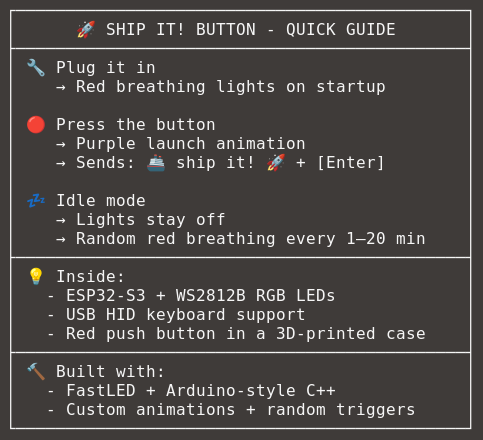 🚀 SHIP IT! BUTTON - QUICK GUIDE
🔧 Plug it in
→ Red breathing lights on startup
🔴 Press the button
→ Purple launch animation
→ Sends: 🚢 ship it! 🚀 + [Enter]
💤 Idle mode
→ Lights stay off
→ Random red breathing every 1–20 min
💡 Inside:
- ESP32-S3 + WS2812B RGB LEDs
- USB HID keyboard support
- Red push button in a 3D-printed case
🔨 Built with:
- FastLED + Arduino-style C++
- Custom animations + random triggers